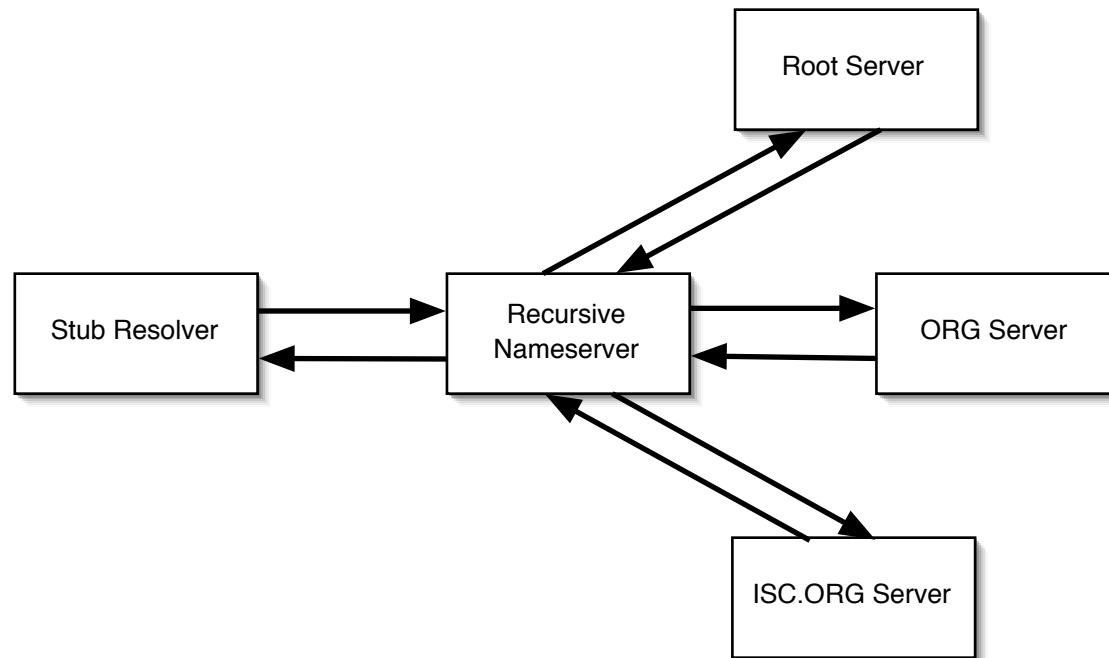 Root Server
Stub Resolver
Recursive
Nameserver
ORG Server
ISC.ORG Server